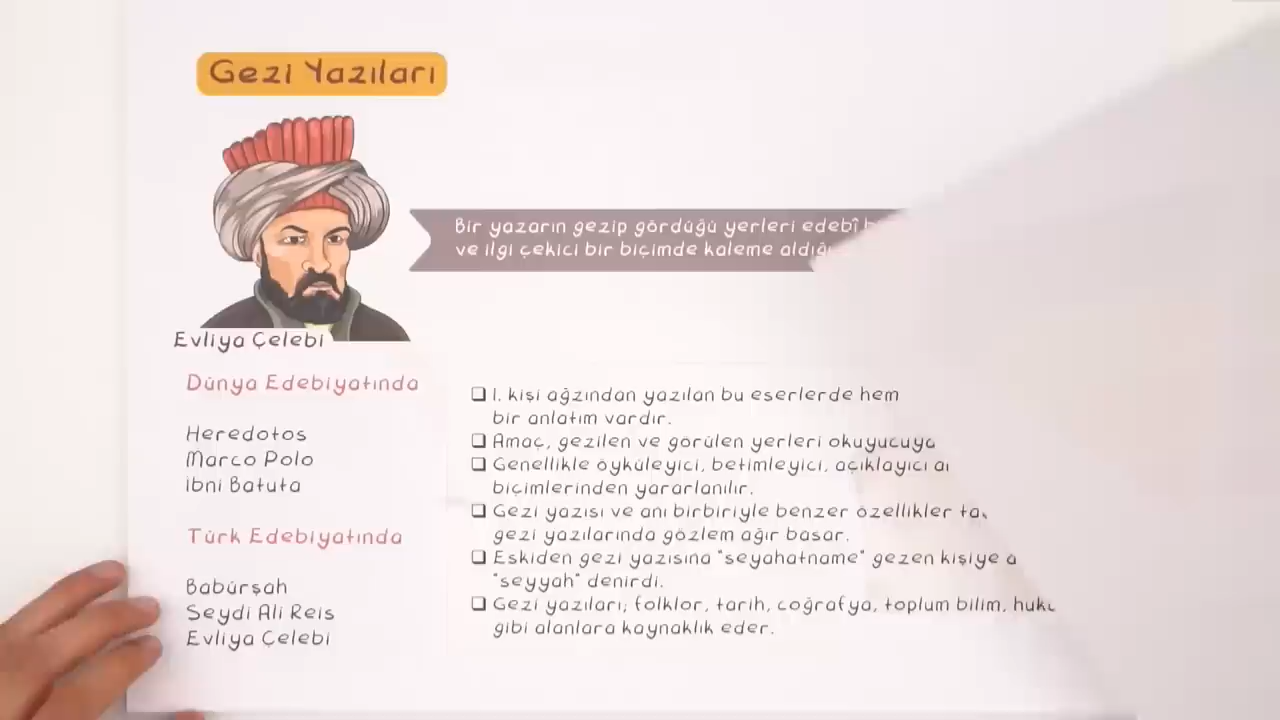 Gezi Yazıları
Bir yazarın gezip gördüğü yerleri edebî
ve ilgi çekici bir biçimde kaleme
Evliya Çelebi
Dünya Edebiyatında
Heredotos
Marco Polo
İbni Batuta
Türk Edebiyatında
Babürşah
Seydi Ali Reis
Evliya Çelebi
I. kişi ağzından yazılan bu eserlerde hem
bir anlatım vardır.
Amaç, gezilen ve görülen yerleri okuyucuya
Genellikle öyküleyici, betimleyici, açıklayıcı
biçimlerinden yararlanılır.
Gezi yazısı ve anı birbiriyle benzer özellikler
gezi yazılarında gözlem ağır basar.
Eskiden gezi yazısına "seyahatname" gezen kişiye
"seyyah" denirdi.
Gezi yazıları; folklor, tarih, coğrafya, toplum bilim,
gibi alanlara kaynaklık eder.